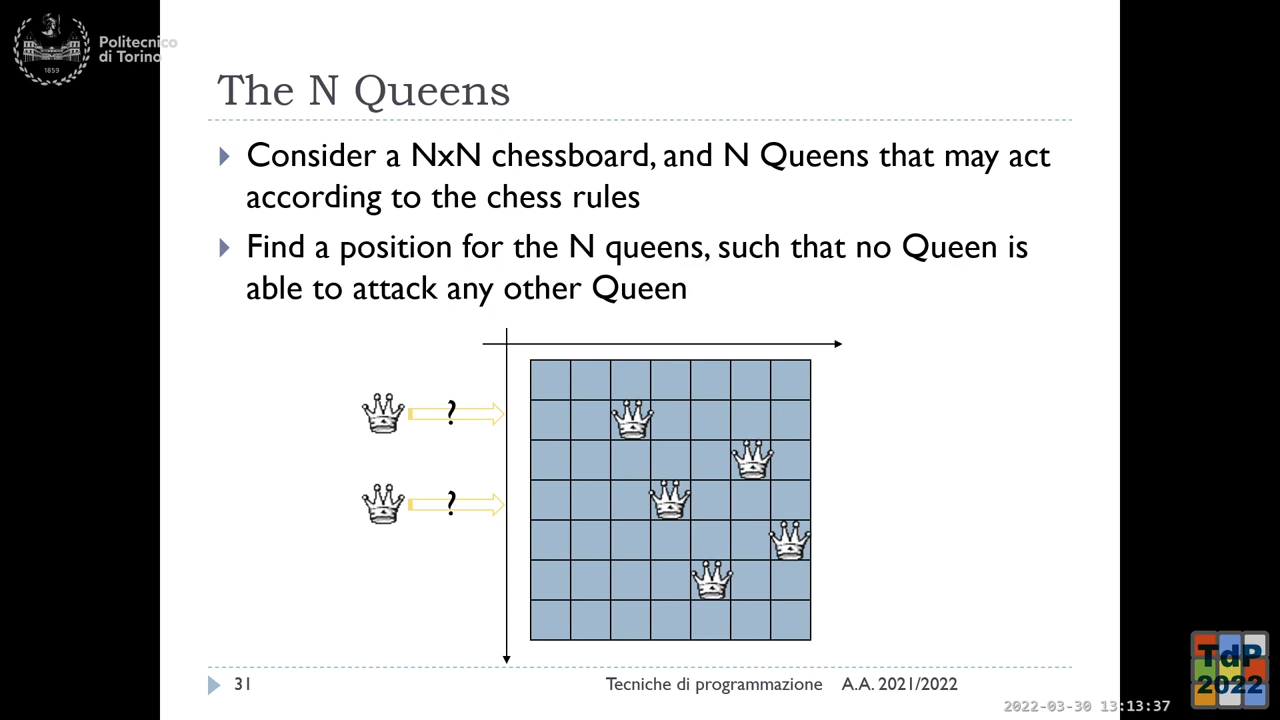 Politecnico
di Torino
1859
The N Queens
Consider a NxN chessboard, and N Queens that may act
according to the chess rules
Find a position for the N queens, such that no Queen is
able to attack any other Queen
?
?
31
Tecniche di programmazione A.A. 2021/2022
TdP
2022
2022-03-30 13:13:37